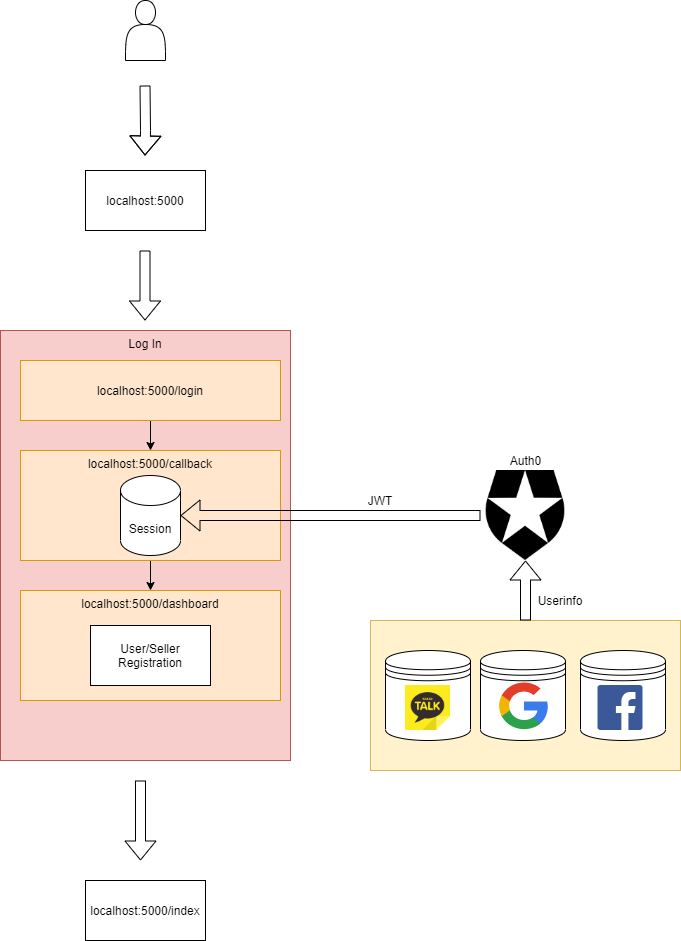 localhost:5000
Log In
localhost:5000/login
localhost:5000/callback
Session
JWT
Auth0
Userinfo
localhost:5000/dashboard
User/Seller
Registration
TALK
localhost:5000/index